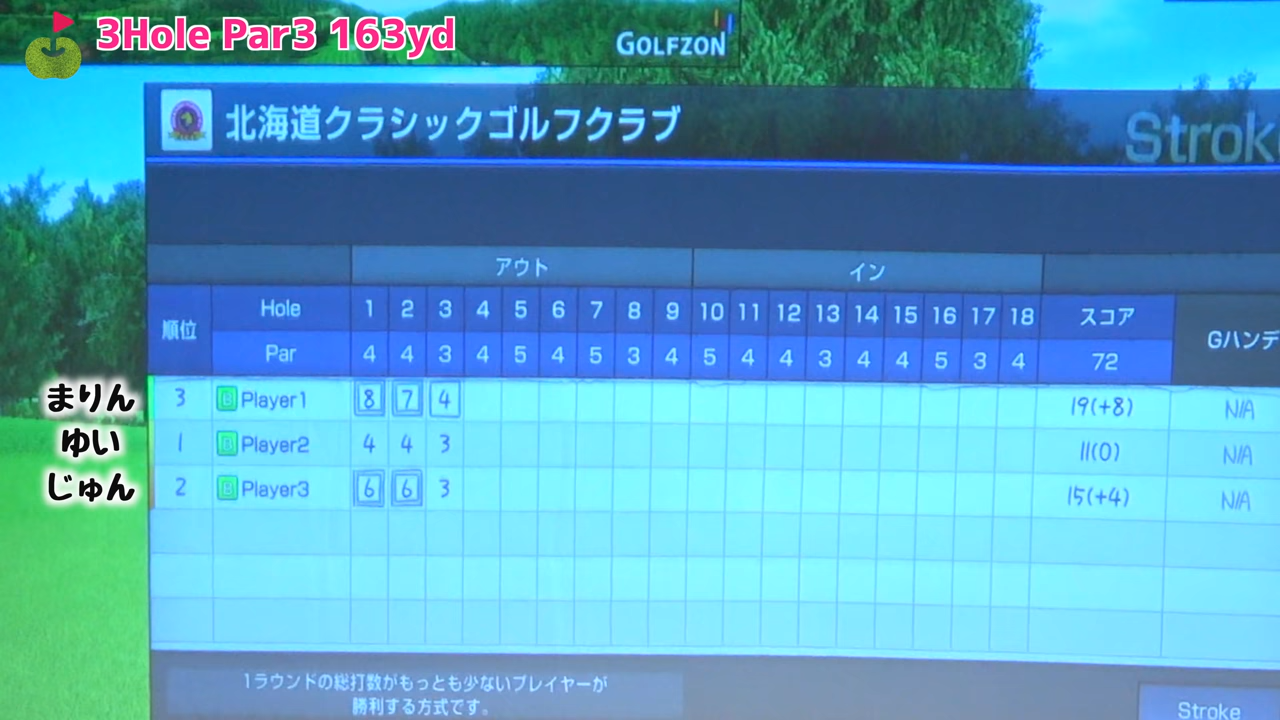 3Hole Par3 163yd
GOLFZON
北海道クラシックゴルフクラブ
アウト イン
順位 Hole 1 2 3 4 5 6 7 8 9 10 11 12 13 14 15 16 17 18 スコア
Par 4 4 3 4 5 4 5 3 4 5 4 4 3 4 4 5 3 4 72
まりん 3 B Player1 8 7 4 19(+8) N/A
ゆい 1 B Player2 4 4 3 11(0) N/A
じゅん 2 B Player3 6 6 3 15(+4) N/A
1ラウンドの総打数がもっとも少ないプレイヤーが
勝利する方式です。
Stroke